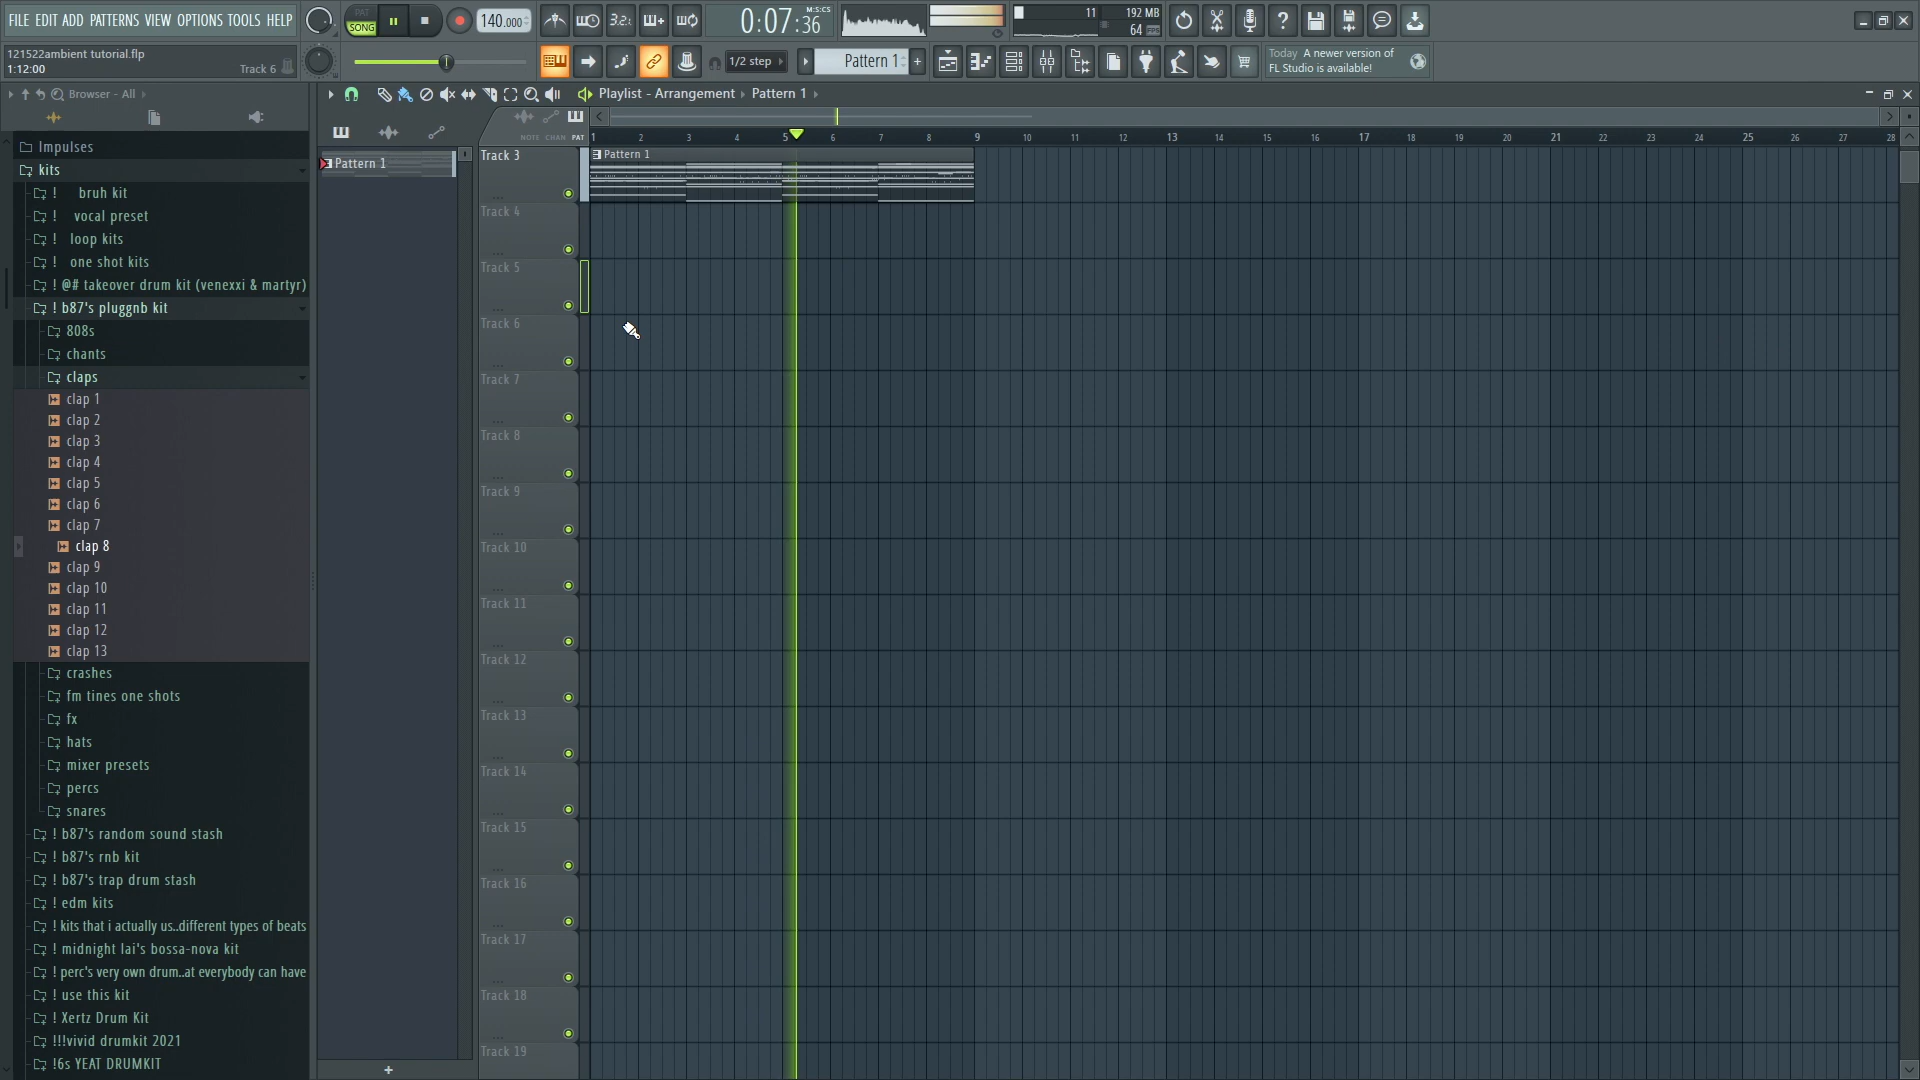 FILE EDIT ADD PATTERNS VIEW OPTIONS TOOLS HELP
PAT
SONG
140.000
3.2.
0:07:36
M:S:CS
11
192 MB
64
121522ambient tutorial.flp
1:12:00
Track 6
1/2 step
Pattern 1
+
Today A newer version of
FL Studio is available!
Browser - All
Playlist - Arrangement › Pattern 1 ›
NOTE CHAN PAT
1 2 3 4 5 6 7 8 9 10 11 12 13 14 15 16 17 18 19 20 21 22 23 24 25 26 27 28
Impulses
kits
! bruh kit
! vocal preset
! loop kits
! one shot kits
! @# takeover drum kit (venexxi & martyr)
! b87's pluggnb kit
808s
chants
claps
clap 1
clap 2
clap 3
clap 4
clap 5
clap 6
clap 7
clap 8
clap 9
clap 10
clap 11
clap 12
clap 13
crashes
fm tines one shots
fx
hats
mixer presets
percs
snares
! b87's random sound stash
! b87's rnb kit
! b87's trap drum stash
! edm kits
! kits that i actually us..different types of beats
! midnight lai's bossa-nova kit
! perc's very own drum..at everybody can have
! use this kit
! Xertz Drum Kit
!!!vivid drumkit 2021
!6s YEAT DRUMKIT
Pattern 1
+
Track 3
Pattern 1
Track 4
Track 5
Track 6
Track 7
Track 8
Track 9
Track 10
Track 11
Track 12
Track 13
Track 14
Track 15
Track 16
Track 17
Track 18
Track 19